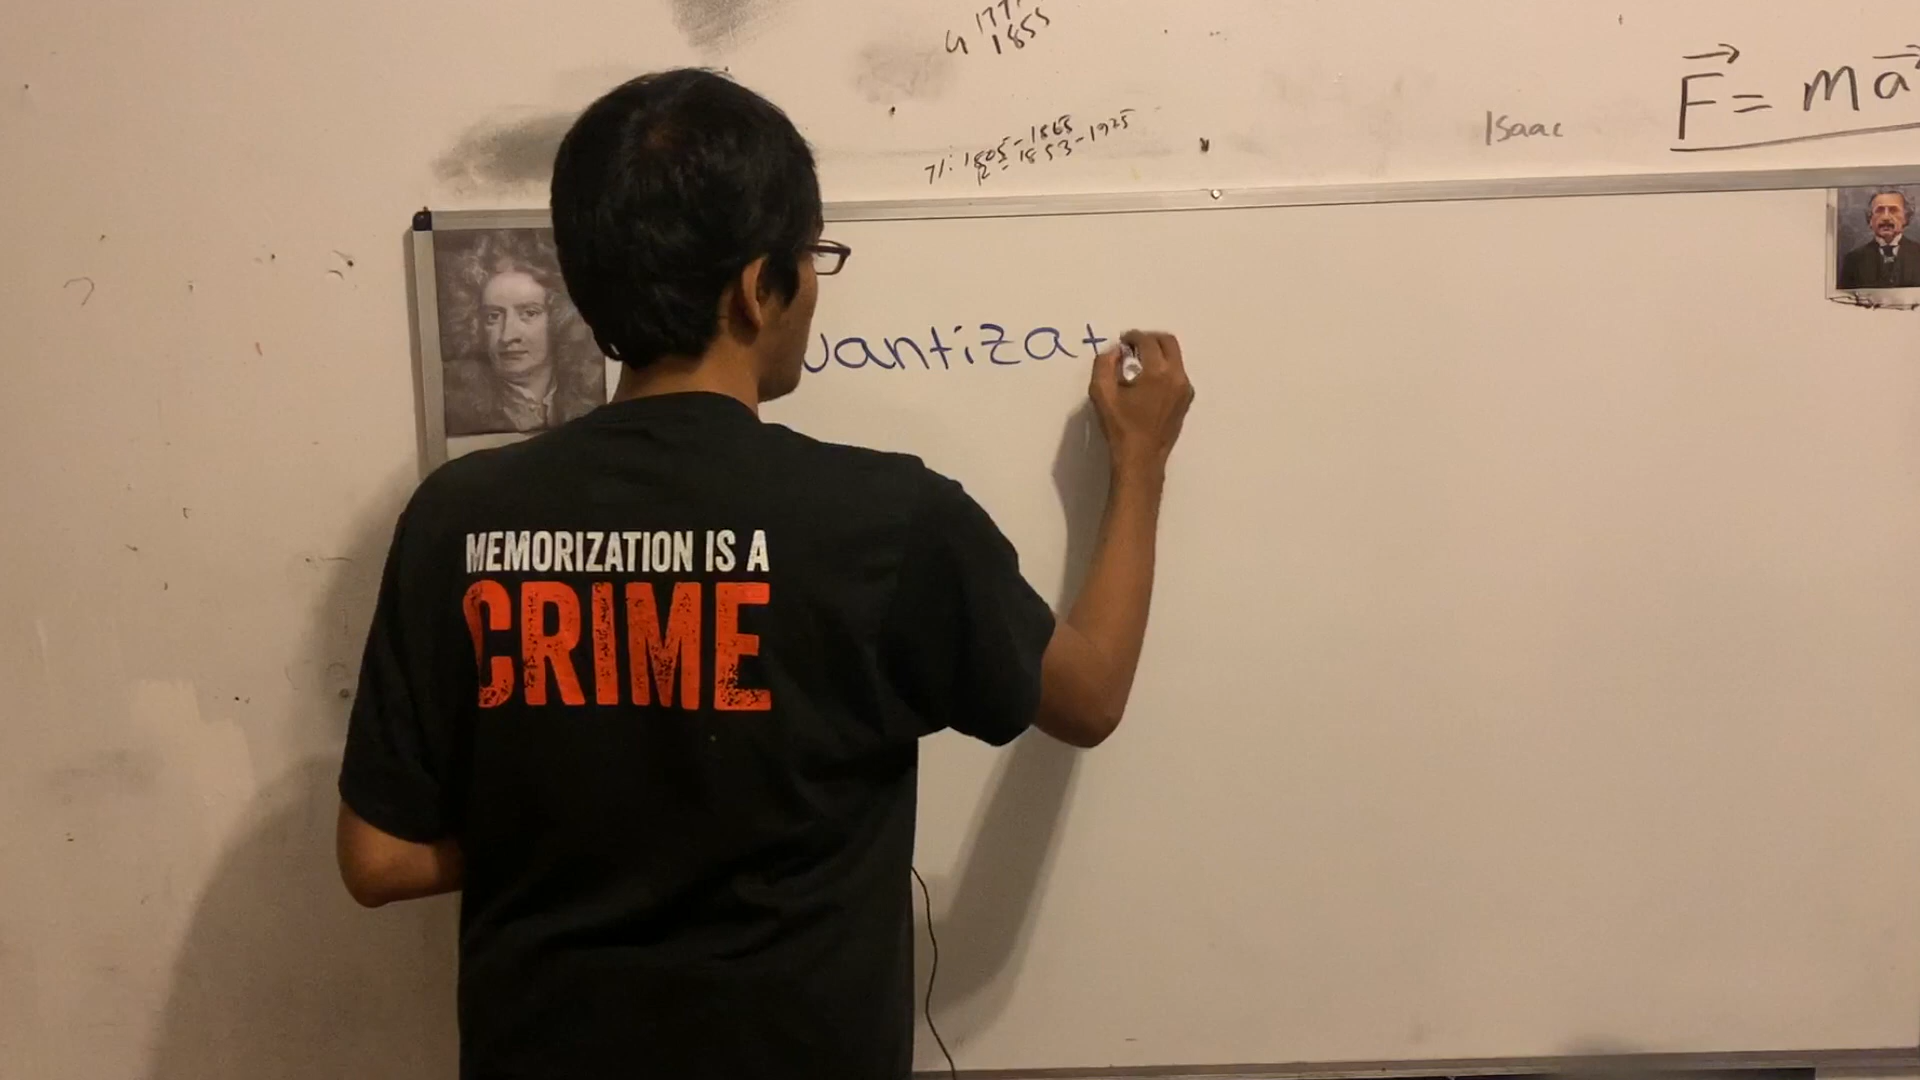 1855
71: 1805-1865
R-1853-1925
Isaac
F = ma
uantizat
MEMORIZATION IS A
CRIME